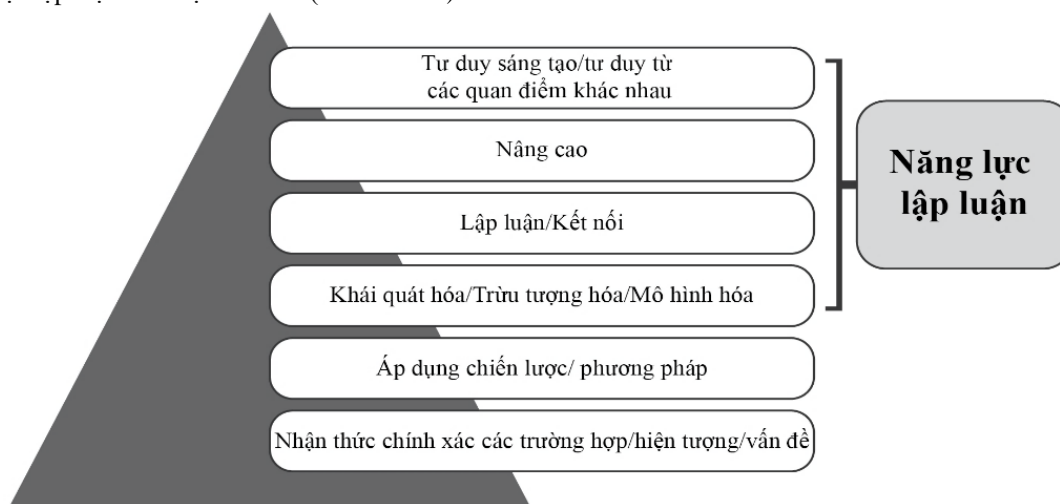 Tư duy sáng tạo/tư duy từ
các quan điểm khác nhau
Nâng cao
Lập luận/Kết nối
Khái quát hóa/Trừu tượng hóa/Mô hình hóa
Áp dụng chiến lược/ phương pháp
Nhận thức chính xác các trường hợp/hiện tượng/vấn đề
Năng lực
lập luận